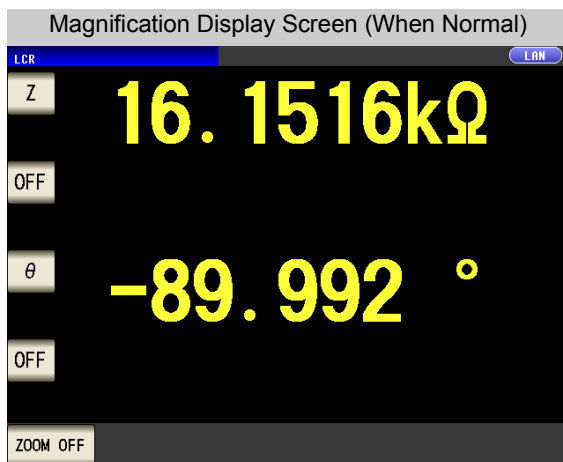 Magnification Display Screen (When Normal)
LCR LAN
Z 16.1516kΩ
OFF
θ -89.992 °
OFF
ZOOM OFF